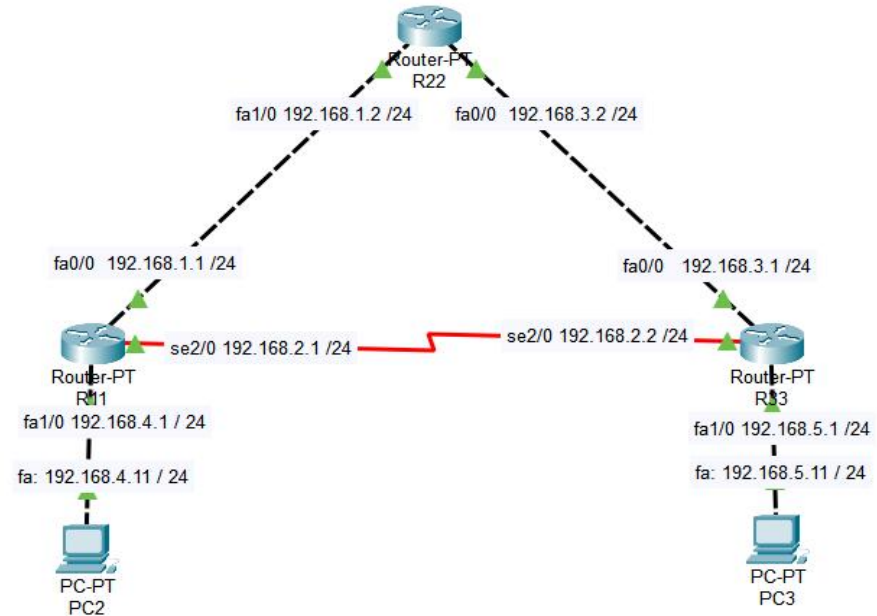 Router-PT
R22
fa1/0 192.168.1.2 /24
fa0/0 192.168.3.2 /24
fa0/0 192.168.1.1 /24
fa0/0 192.168.3.1 /24
se2/0 192.168.2.1 /24
se2/0 192.168.2.2 /24
Router-PT
R11
Router-PT
R33
fa1/0 192.168.4.1 / 24
fa1/0 192.168.5.1 /24
fa: 192.168.4.11 / 24
fa: 192.168.5.11 / 24
PC-PT
PC2
PC-PT
PC3